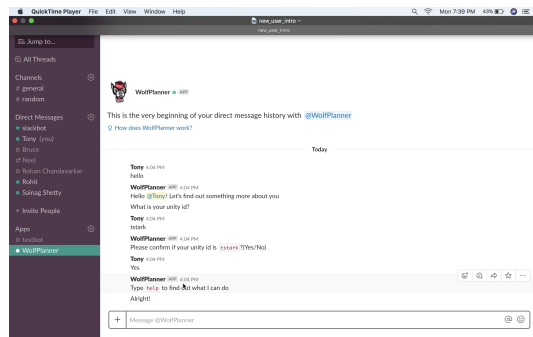 QuickTime Player File Edit View Window Help Mon 7:39 PM 43%
new_user_intro
new_user_intro
Jump to...
All Threads
Channels
# general
# random
Direct Messages
slackbot
Tony (you)
Bruce
Neel
Rohan Chandavarkar
Rohit
Sainag Shetty
+ Invite People
Apps
testbot
WolfPlanner
WolfPlanner APP
This is the very beginning of your direct message history with @WolfPlanner
How does WolfPlanner work?
Today
Tony 4:04 PM
hello
WolfPlanner APP 4:04 PM
Hello @Tony! Let's find out something more about you
What is your unity id?
Tony 4:04 PM
tstark
WolfPlanner APP 4:04 PM
Please confirm if your unity id is tstark ?(Yes/No)
Tony 4:04 PM
Yes
WolfPlanner APP 4:04 PM
Type help to find out what I can do
Alright!
+ Message @WolfPlanner